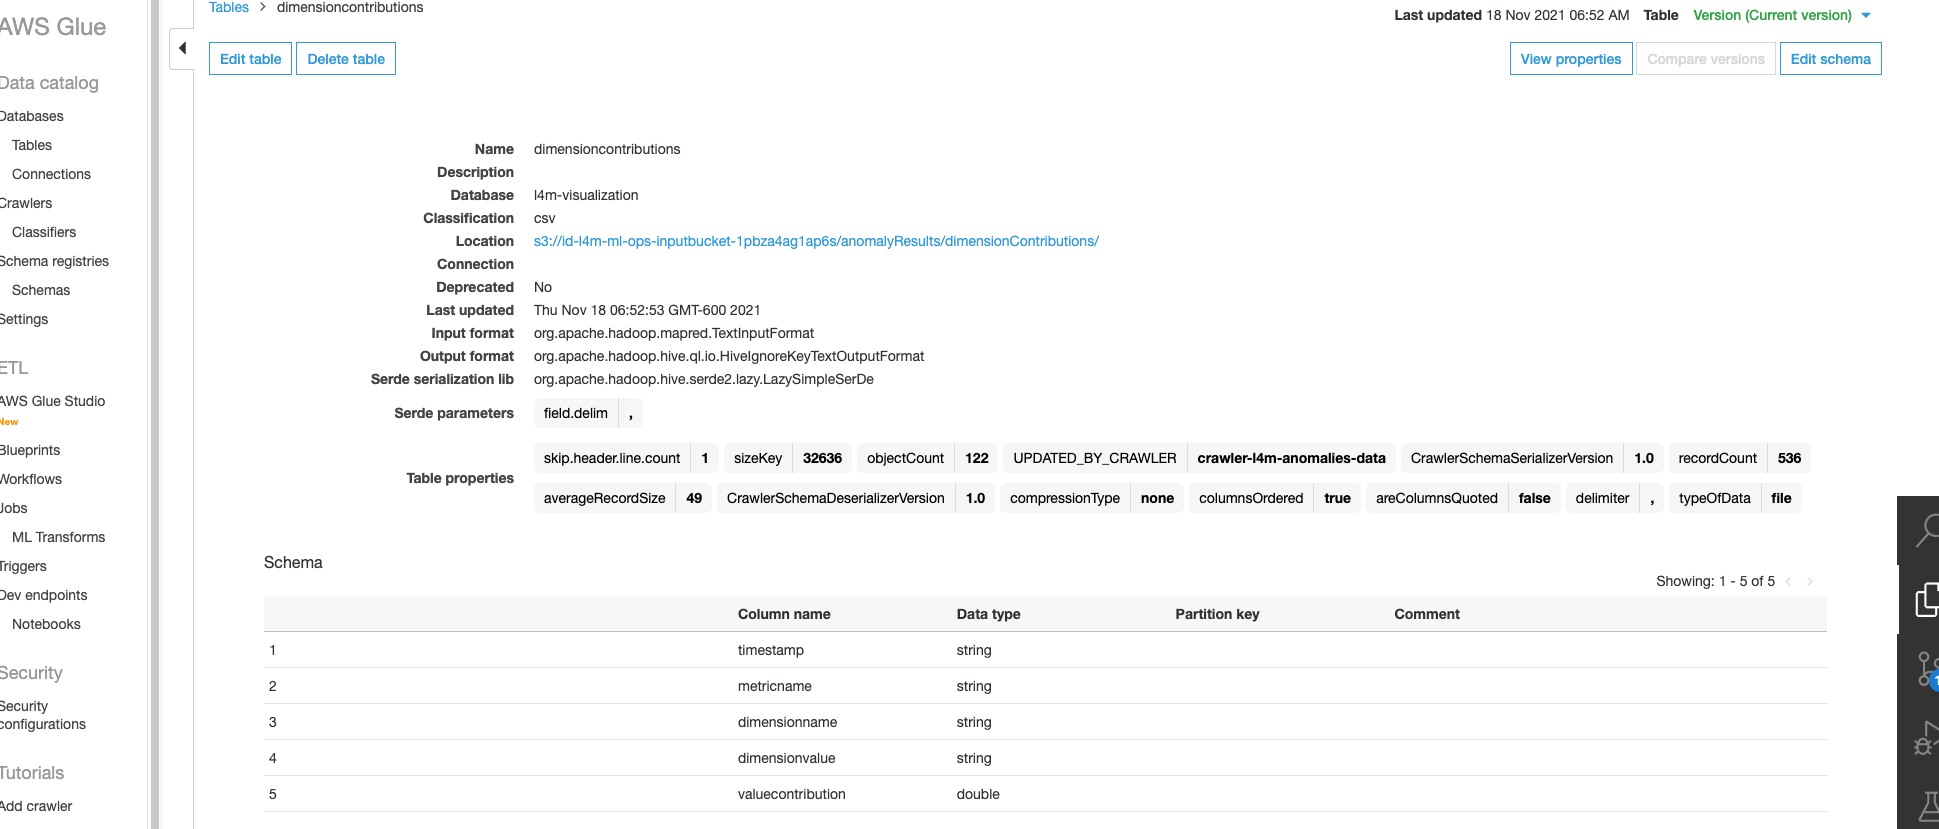 Tables > dimensioncontributions
Last updated 18 Nov 2021 06:52 AM Table Version (Current version)
Edit table Delete table
View properties Compare versions Edit schema
AWS Glue
Data catalog
Databases
Tables
Connections
Crawlers
Classifiers
Schema registries
Schemas
Settings
ETL
AWS Glue Studio
New
Blueprints
Workflows
Jobs
ML Transforms
Triggers
Dev endpoints
Notebooks
Security
Security
configurations
Tutorials
Add crawler
Name dimensioncontributions
Description
Database l4m-visualization
Classification csv
Location s3://id-l4m-ml-ops-inputbucket-1pbza4ag1ap6s/anomalyResults/dimensionContributions/
Connection
Deprecated No
Last updated Thu Nov 18 06:52:53 GMT-600 2021
Input format org.apache.hadoop.mapred.TextInputFormat
Output format org.apache.hadoop.hive.ql.io.HiveIgnoreKeyTextOutputFormat
Serde serialization lib org.apache.hadoop.hive.serde2.lazy.LazySimpleSerDe
Serde parameters field.delim ,
Table properties
skip.header.line.count 1 sizeKey 32636 objectCount 122 UPDATED_BY_CRAWLER crawler-l4m-anomalies-data CrawlerSchemaSerializerVersion 1.0 recordCount 536
averageRecordSize 49 CrawlerSchemaDeserializerVersion 1.0 compressionType none columnsOrdered true areColumnsQuoted false delimiter , typeOfData file
Schema
Showing: 1 - 5 of 5 < >
Column name Data type Partition key Comment
1 timestamp string
2 metricname string
3 dimensionname string
4 dimensionvalue string
5 valuecontribution double